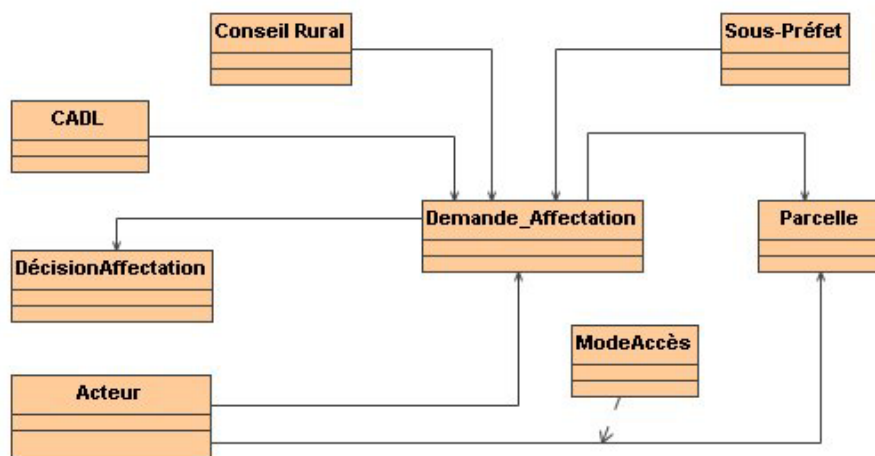 Conseil Rural
Sous-Préfet
CADL
Demande_Affectation
Parcelle
DécisionAffectation
ModeAccès
Acteur